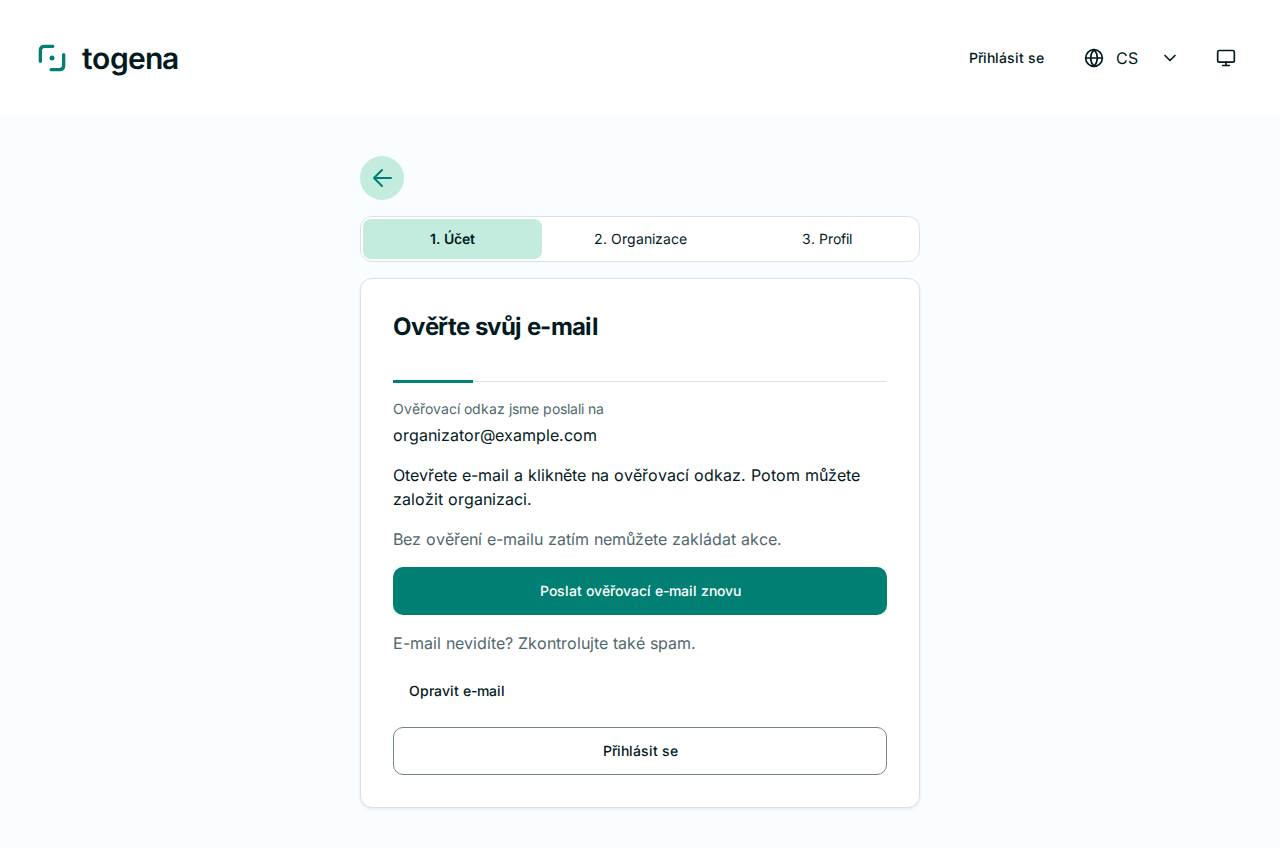 togena
Přihlásit se
CS
1. Účet
2. Organizace
3. Profil
Ověřte svůj e-mail
Ověřovací odkaz jsme poslali na
organizator@example.com
Otevřete e-mail a klikněte na ověřovací odkaz. Potom můžete
založit organizaci.
Bez ověření e-mailu zatím nemůžete zakládat akce.
Poslat ověřovací e-mail znovu
E-mail nevidíte? Zkontrolujte také spam.
Opravit e-mail
Přihlásit se